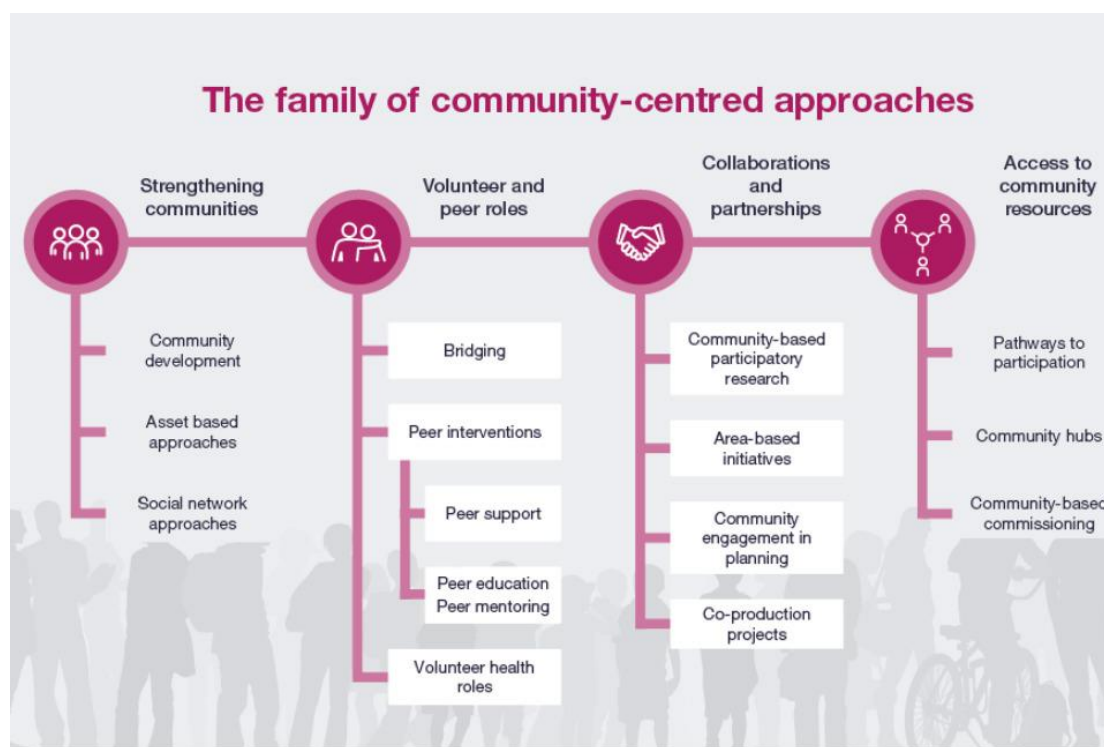 The family of community-centred approaches
Strengthening
communities
Community
development
Asset based
approaches
Social network
approaches
Volunteer and
peer roles
Bridging
Peer interventions
Peer support
Peer education
Peer mentoring
Volunteer health
roles
Collaborations
and
partnerships
Community-based
participatory
research
Area-based
initiatives
Community
engagement in
planning
Co-production
projects
Access to
community
resources
Pathways to
participation
Community hubs
Community-based
commissioning